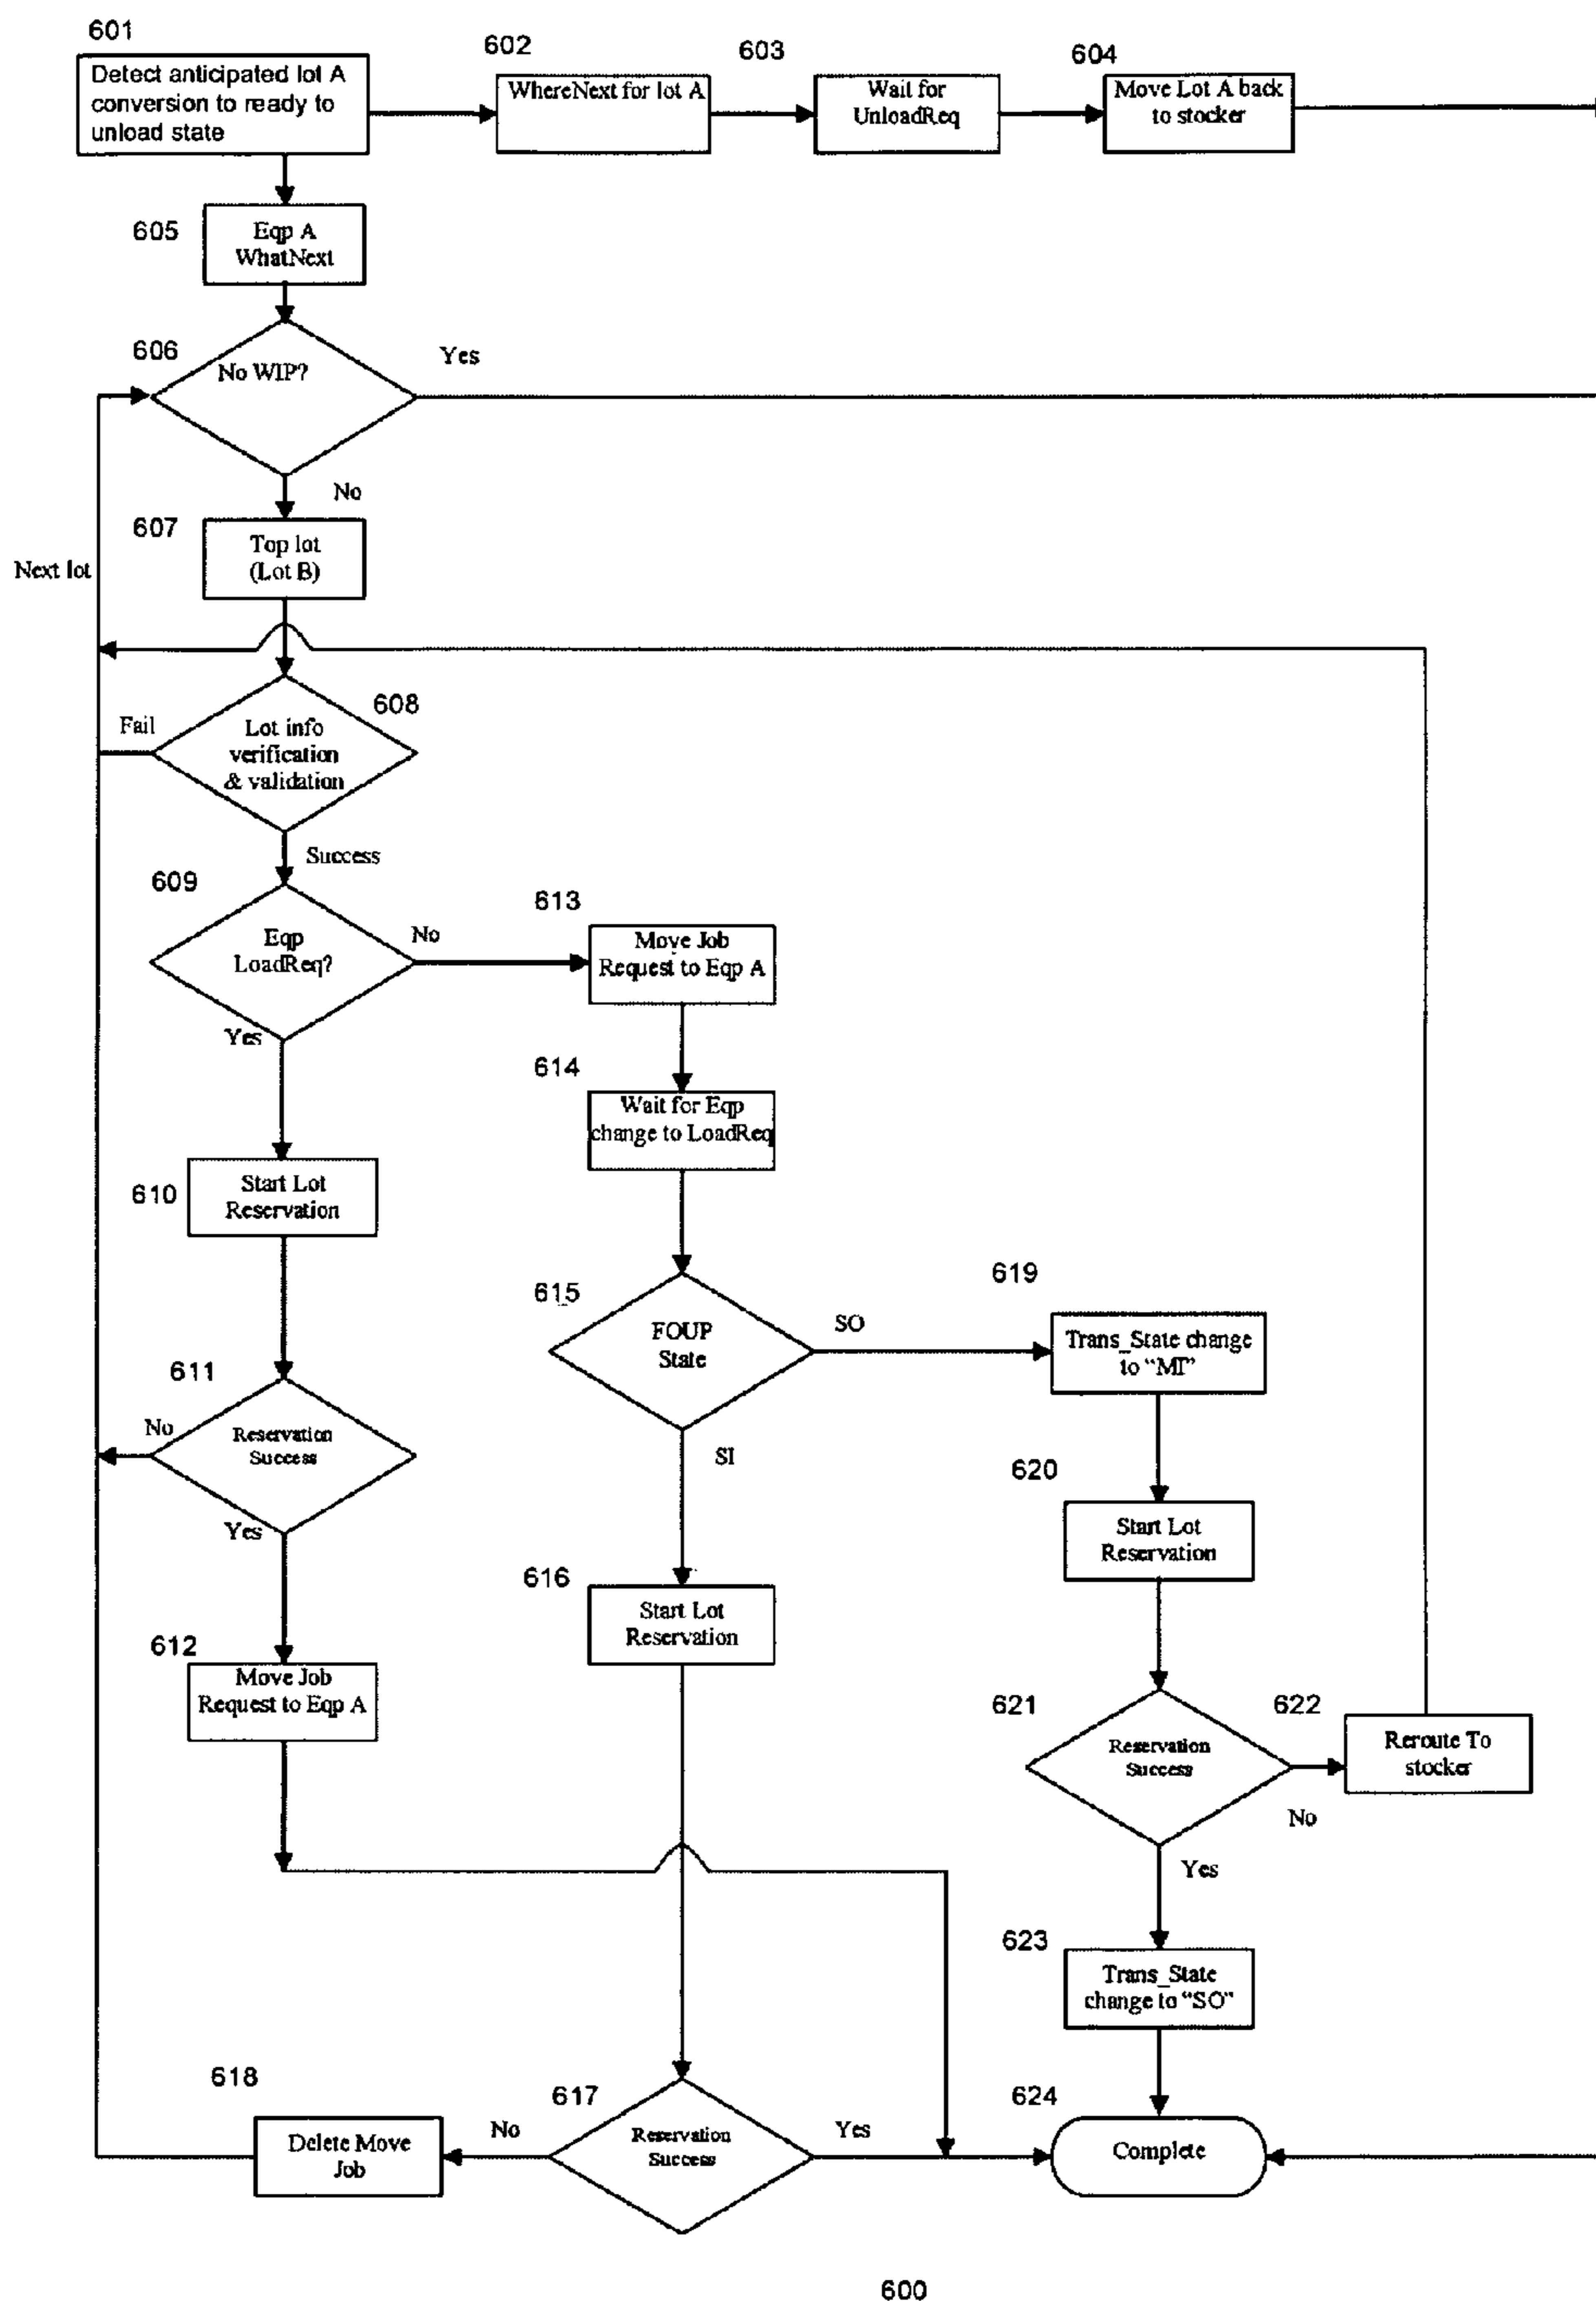 601
Detect anticipated lot A
conversion to ready to
unload state
602
WhereNext for lot A
603
Wait for
UnloadReq
604
Move Lot A back
to stocker
605
Eqp A
WhatNext
606
No WIP?
Yes
No
607
Top lot
(Lot B)
Next lot
608
Fail
Lot info
verification
& validation
Success
609
Eqp
LoadReq?
No
Yes
613
Move Job
Request to Eqp A
614
Wait for Eqp
change to LoadReq
610
Start Lot
Reservation
615
FOUP
State
SO
SI
619
Trans_State change
to “MI”
611
No
Reservation
Success
Yes
620
Start Lot
Reservation
616
Start Lot
Reservation
612
Move Job
Request to Eqp A
621
Reservation
Success
622
Reroute To
stocker
No
Yes
623
Trans_State
change to “SO”
618
Delete Move
Job
No
617
Reservation
Success
Yes
624
Complete
600